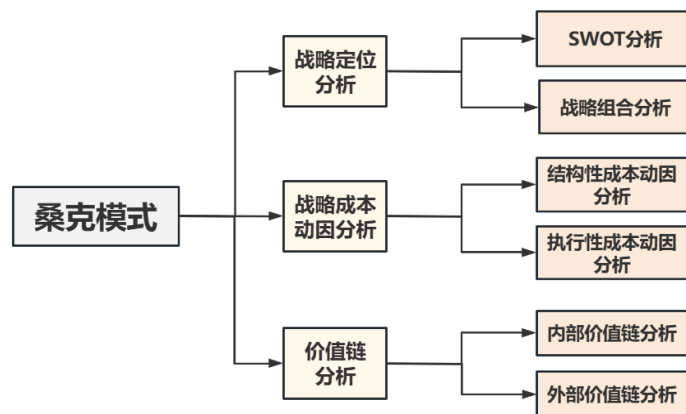 桑克模式
战略定位
分析
SWOT分析
战略组合分析
战略成本
动因分析
结构性成本动因
分析
执行性成本动因
分析
价值链
分析
内部价值链分析
外部价值链分析